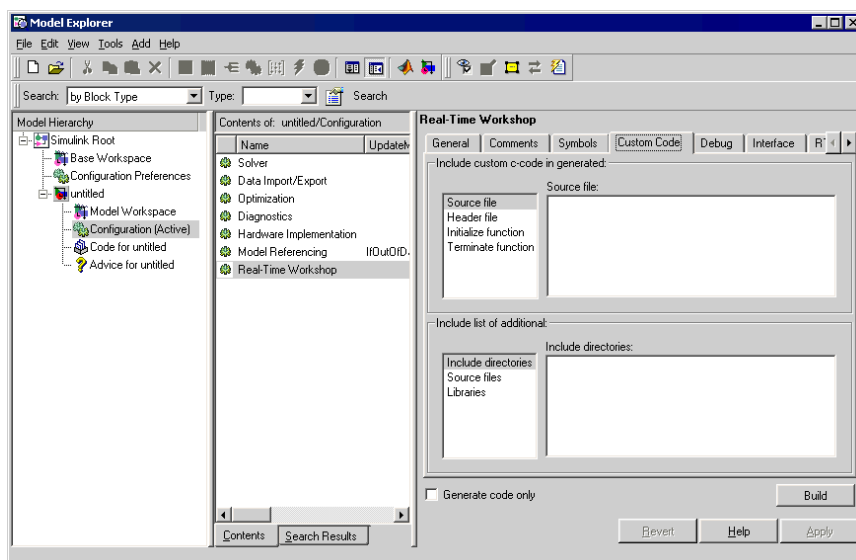 Model Explorer
File Edit View Tools Add Help
Search: by Block Type Type: Search
Model Hierarchy
Simulink Root
Base Workspace
Configuration Preferences
untitled
Model Workspace
Configuration (Active)
Code for untitled
Advice for untitled
Contents of: untitled/Configuration
Name UpdateM
Solver
Data Import/Export
Optimization
Diagnostics
Hardware Implementation
Model Referencing IfOutOfD
Real-Time Workshop
Contents Search Results
Real-Time Workshop
General Comments Symbols Custom Code Debug Interface R
Include custom c-code in generated:
Source file
Header file
Initialize function
Terminate function
Source file:
Include list of additional:
Include directories
Source files
Libraries
Include directories:
Generate code only
Build
Revert Help Apply